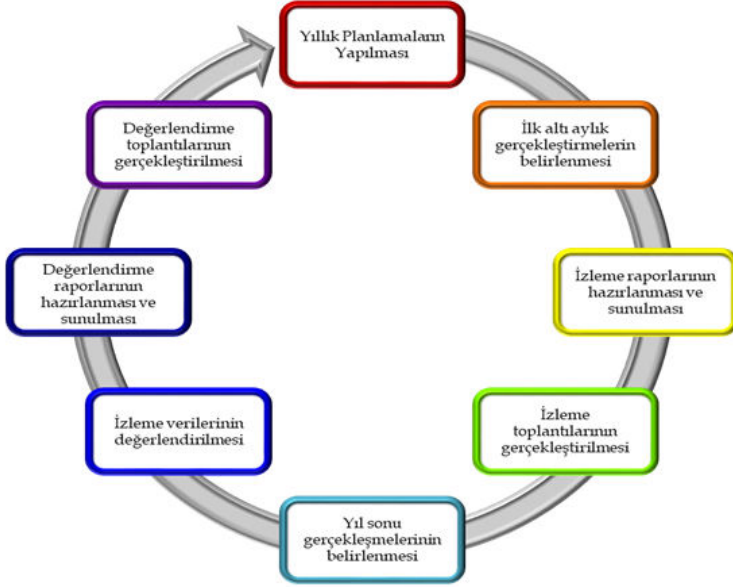 Yıllık Planlamaların
Yapılması
İlk altı aylık
gerçekleştirmelerin
belirlenmesi
İzleme raporlarının
hazırlanması ve
sunulması
İzleme
toplantılarının
gerçekleştirilmesi
Yıl sonu
gerçekleşmelerinin
belirlenmesi
İzleme verilerinin
değerlendirilmesi
Değerlendirme
raporlarının
hazırlanması ve
sunulması
Değerlendirme
toplantılarının
gerçekleştirilmesi